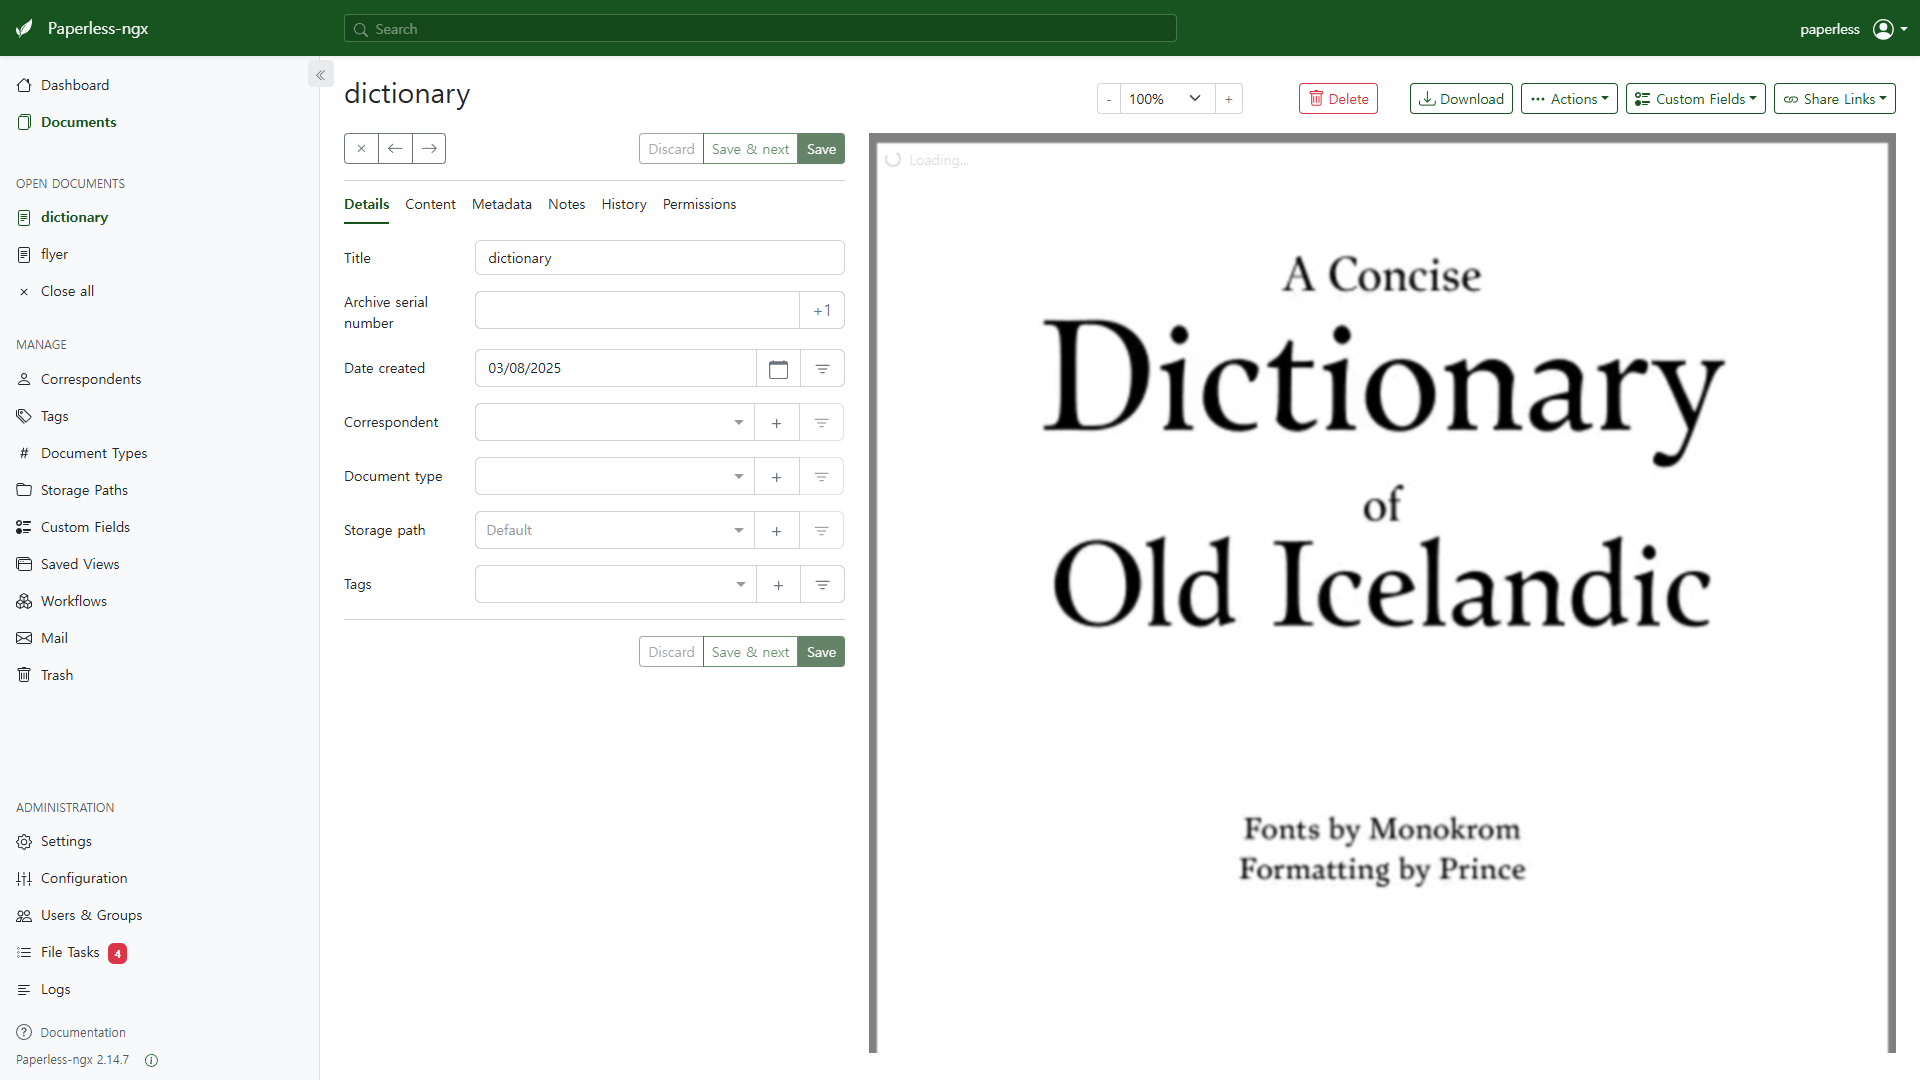 Paperless-ngx
Search
paperless
Dashboard
Documents
OPEN DOCUMENTS
dictionary
flyer
Close all
MANAGE
Correspondents
Tags
Document Types
Storage Paths
Custom Fields
Saved Views
Workflows
Mail
Trash
ADMINISTRATION
Settings
Configuration
Users & Groups
File Tasks 4
Logs
Documentation
Paperless-ngx 2.14.7
dictionary
- 100% +
Delete
Download
Actions
Custom Fields
Share Links
Discard Save & next Save
Details Content Metadata Notes History Permissions
Title dictionary
Archive serial
number
+1
Date created 03/08/2025
Correspondent
Document type
Storage path Default
Tags
Discard Save & next Save
Loading...
A Concise
Dictionary
of
Old Icelandic
Fonts by Monokrom
Formatting by Prince